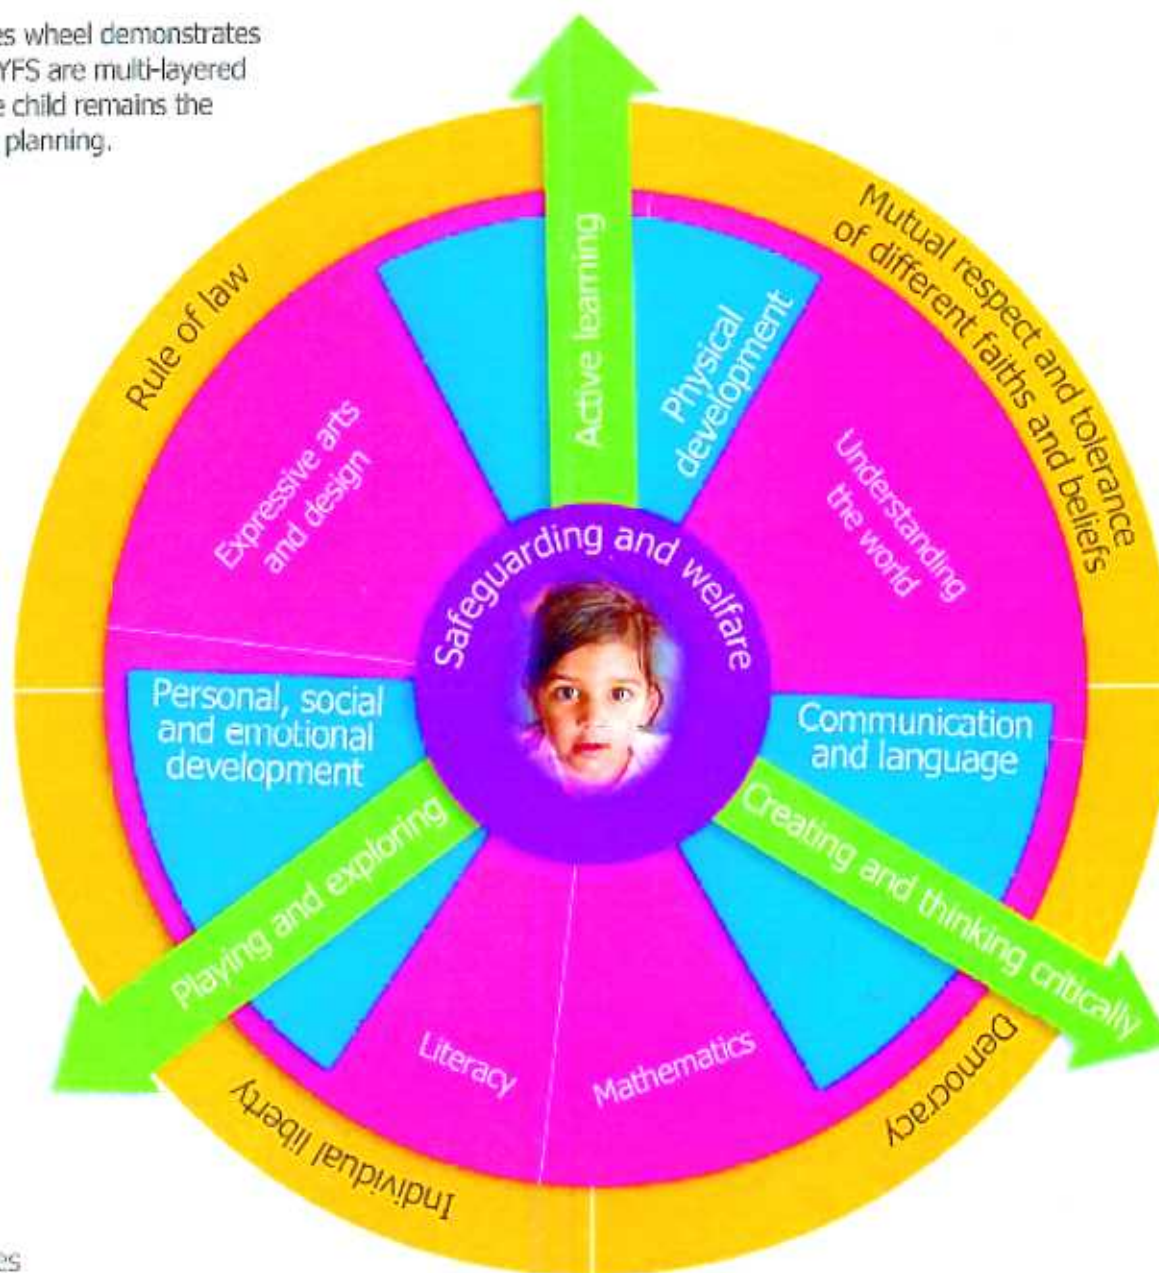 es wheel demonstrates
YFS are multi-layered
e child remains the
planning.
Rule of law
Mutual respect and tolerance
of different faiths and beliefs
Active learning
Physical
development
Expressive arts
and design
Understanding
the world
Safeguarding and welfare
Personal, social
and emotional
development
Communication
and language
Playing and exploring
Creating and thinking critically
Literacy
Mathematics
Individual liberty
Democracy
es